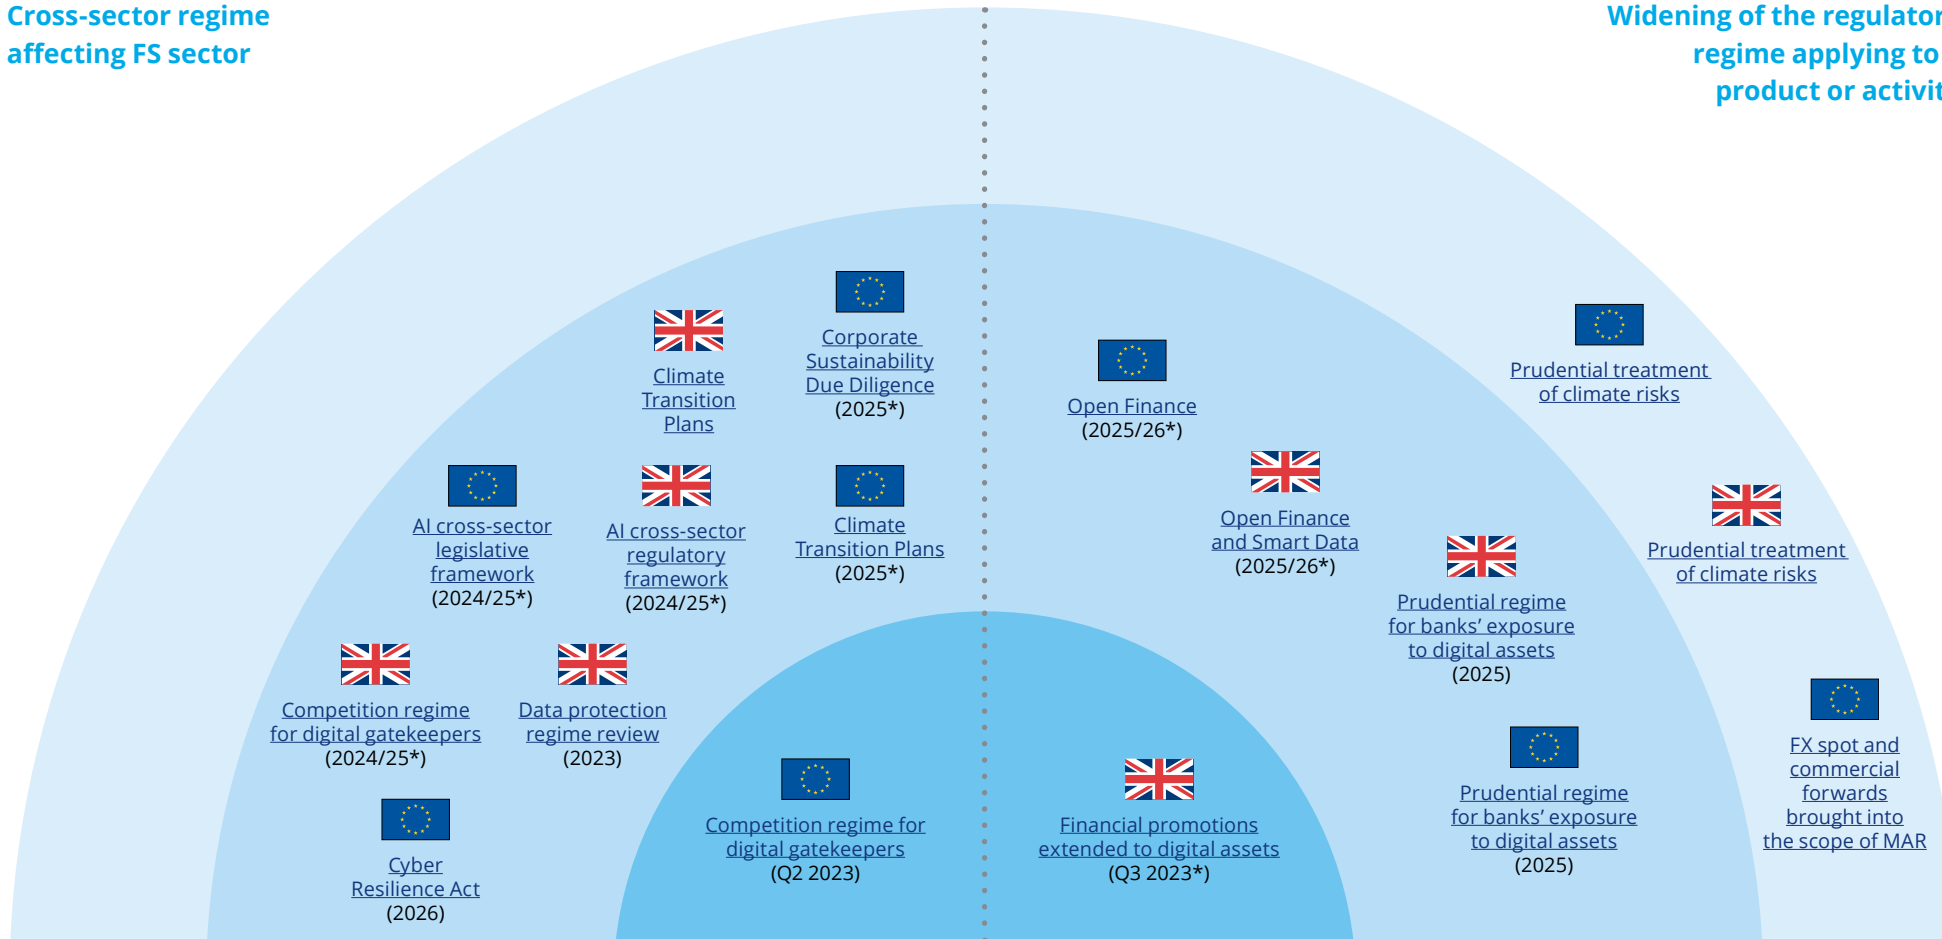 Cross-sector regime
affecting FS sector
Widening of the regulator
regime applying to
product or activit
Corporate
Sustainability
Due Diligence
(2025*)
Climate
Transition
Plans
AI cross-sector
legislative
framework
(2024/25*)
AI cross-sector
regulatory
framework
(2024/25*)
Climate
Transition Plans
(2025*)
Competition regime
for digital gatekeepers
(2024/25*)
Data protection
regime review
(2023)
Cyber
Resilience Act
(2026)
Competition regime for
digital gatekeepers
(Q2 2023)
Financial promotions
extended to digital assets
(Q3 2023*)
Open Finance
(2025/26*)
Open Finance
and Smart Data
(2025/26*)
Prudential regime
for banks’ exposure
to digital assets
(2025)
Prudential regime
for banks’ exposure
to digital assets
(2025)
Prudential treatment
of climate risks
Prudential treatment
of climate risks
FX spot and
commercial
forwards
brought into
the scope of MAR